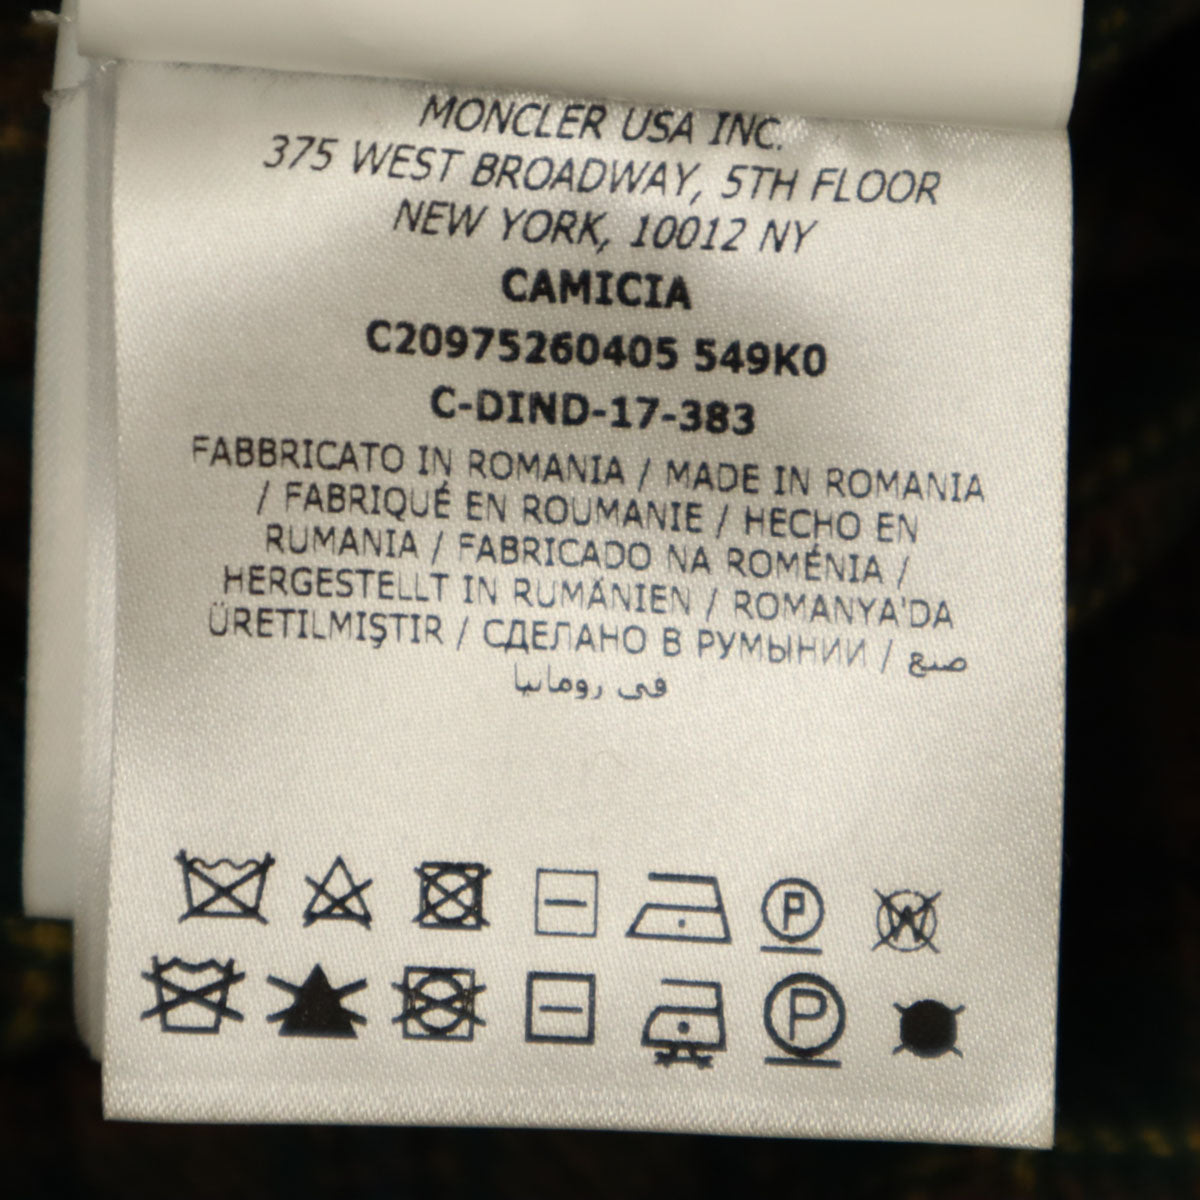 MONCLER USA INC.
375 WEST BROADWAY, 5TH FLOOR
NEW YORK, 10012 NY
CAMICIA
C20975260405 549K0
C-DIND-17-383
FABBRICATO IN ROMANIA / MADE IN ROMANIA
/ FABRIQUÉ EN ROUMANIE / HECHO EN
RUMANIA / FABRICADO NA ROMÉNIA /
HERGESTELLT IN RUMÄNIEN / ROMANYA'DA
ÜRETILMIŞTIR / СДЕЛАНО В РУМЫНИИ / صنع
في رومانيا
P W
P